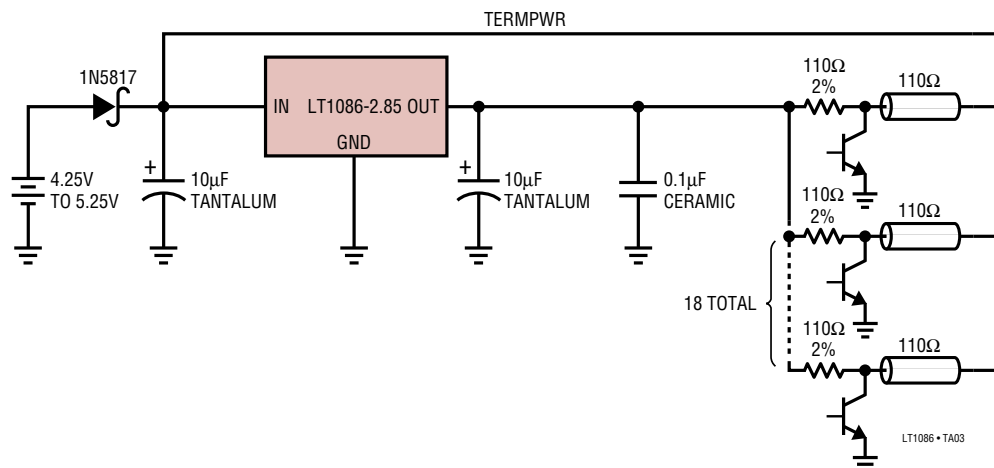 TERMPWR
1N5817
IN LT1086-2.85 OUT
GND
4.25V
TO 5.25V
+
10µF
TANTALUM
+
10µF
TANTALUM
0.1µF
CERAMIC
110Ω
2%
110Ω
110Ω
2%
110Ω
18 TOTAL
110Ω
2%
110Ω
LT1086 • TA03